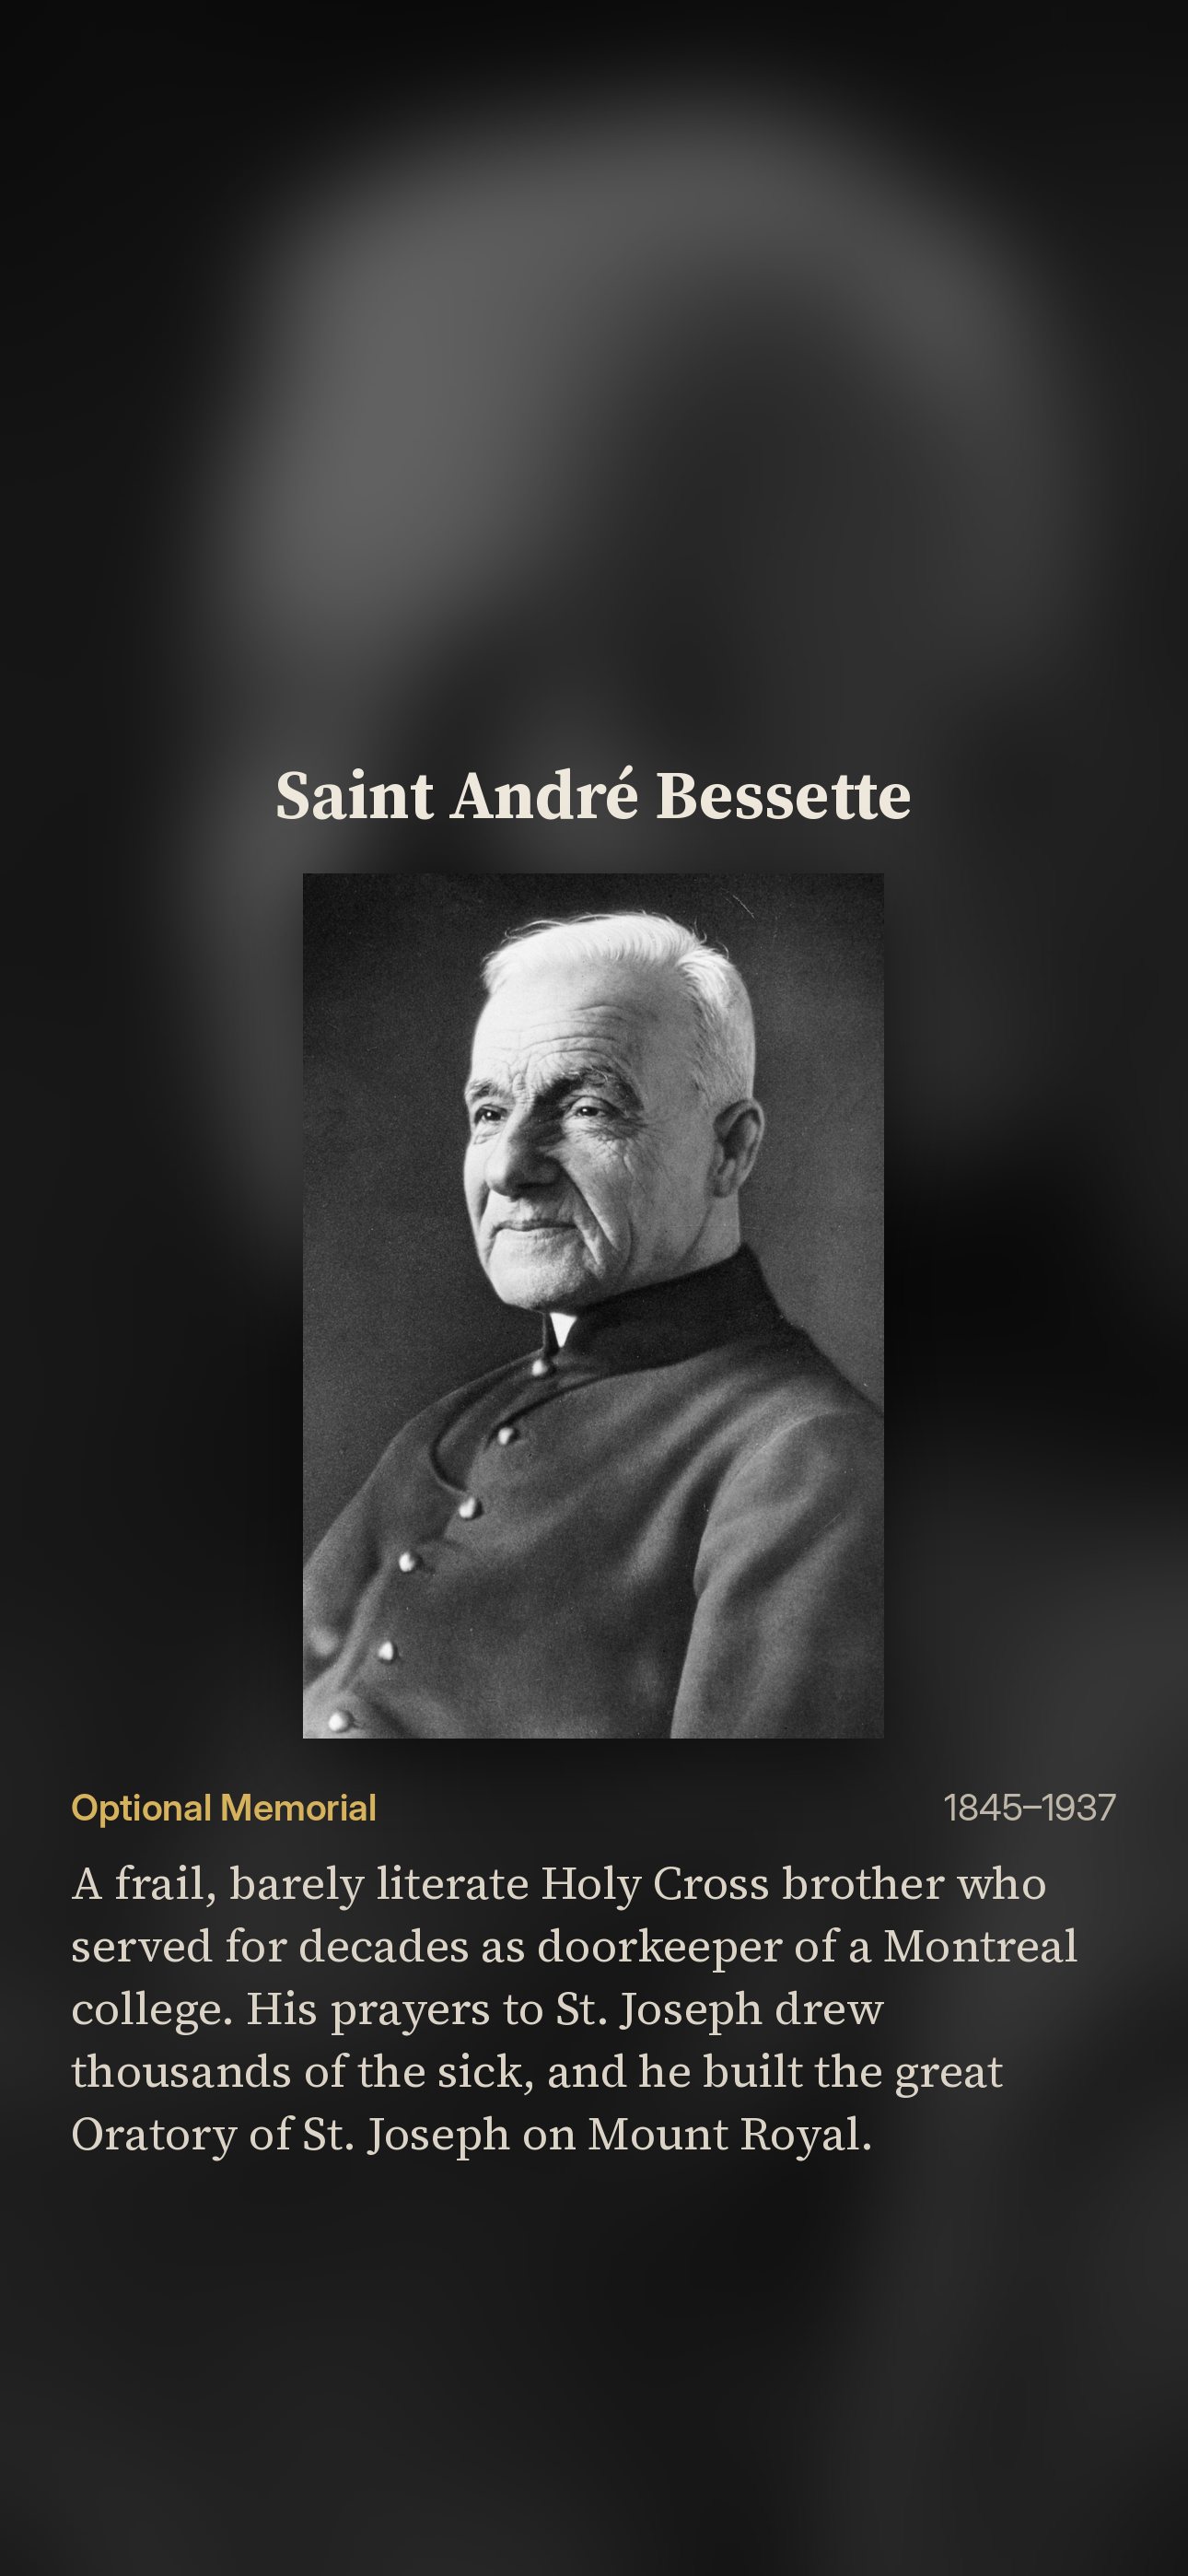 Saint André Bessette
Optional Memorial 1845–1937
A frail, barely literate Holy Cross brother who
served for decades as doorkeeper of a Montreal
college. His prayers to St. Joseph drew
thousands of the sick, and he built the great
Oratory of St. Joseph on Mount Royal.